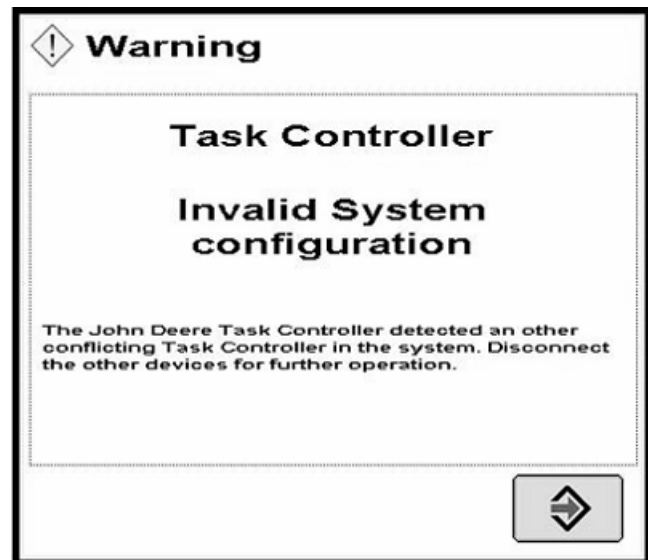 Warning
Task Controller
Invalid System
configuration
The John Deere Task Controller detected an other
conflicting Task Controller in the system. Disconnect
the other devices for further operation.